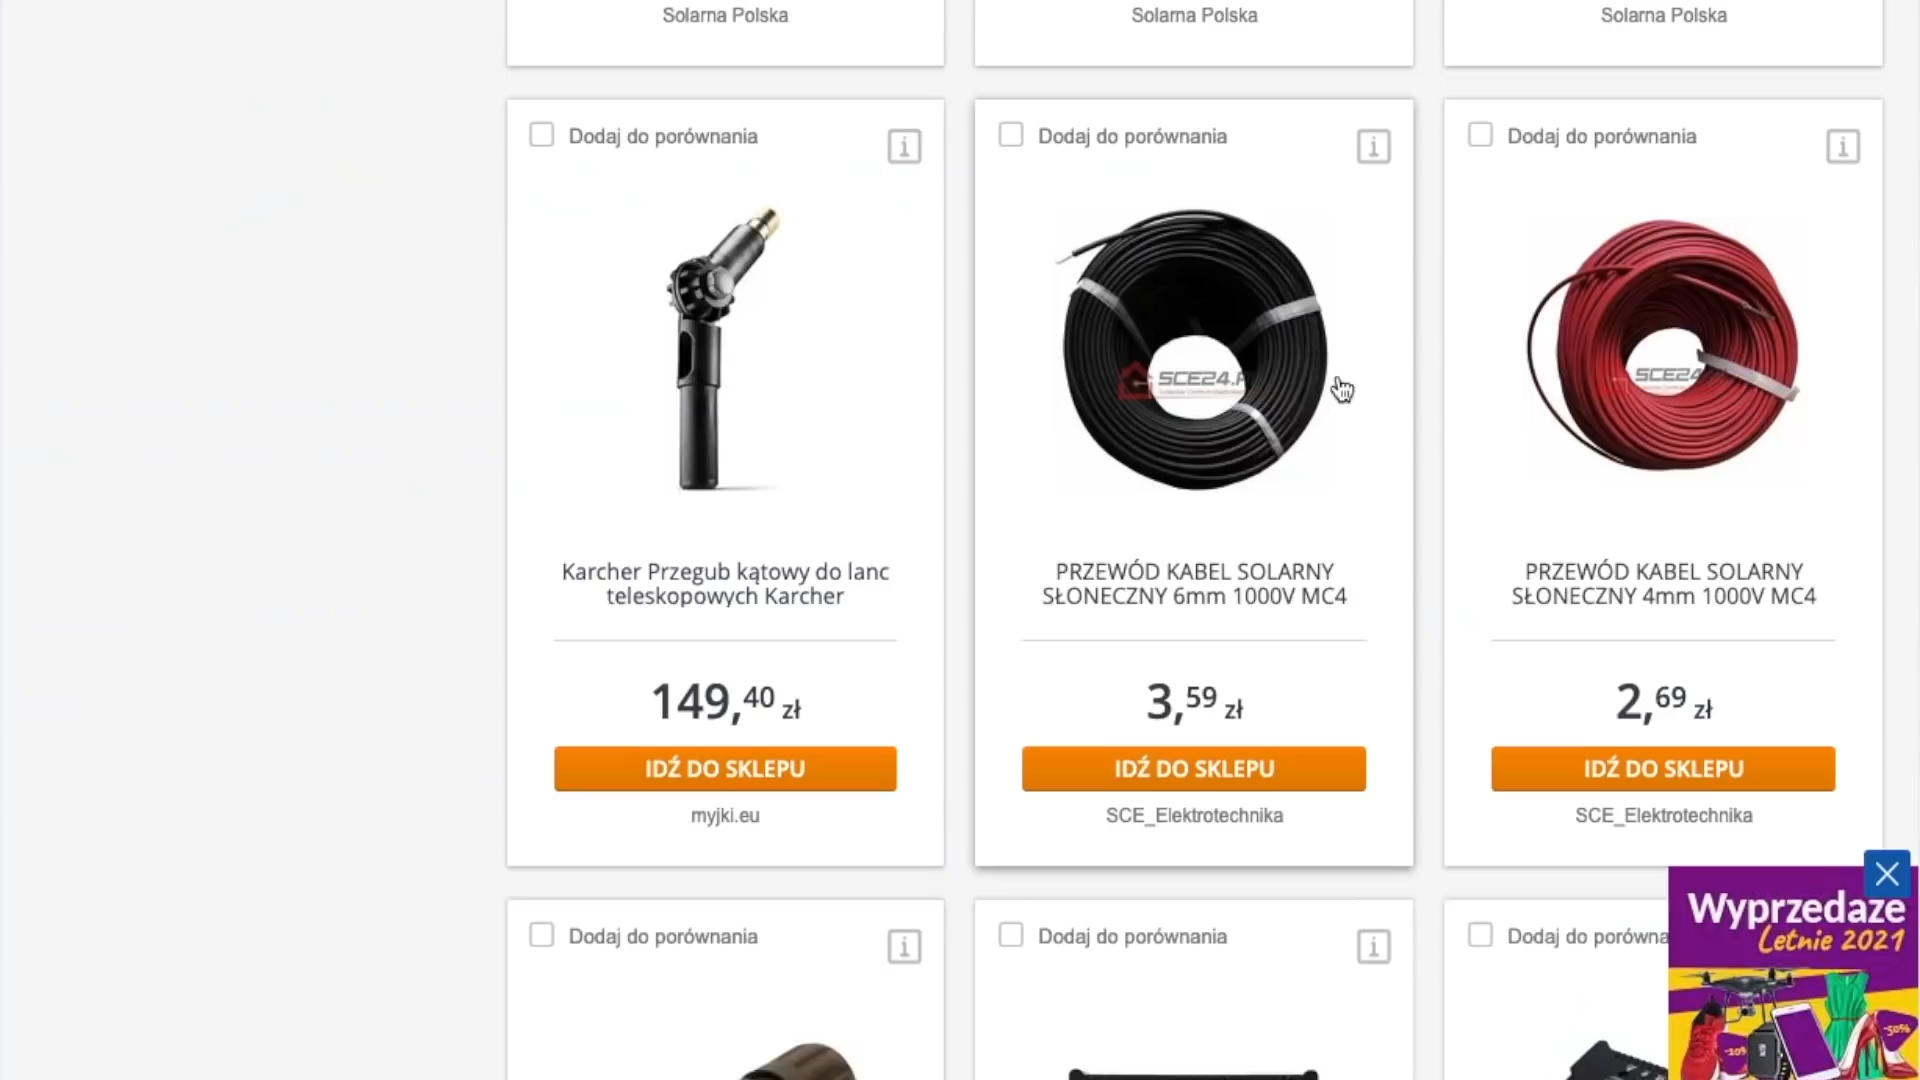 Solarna Polska
Solarna Polska
Solarna Polska
Dodaj do porównania
Dodaj do porównania
Dodaj do porównania
SCE24.P
SCE24
Karcher Przegub kątowy do lanc
teleskopowych Karcher
PRZEWÓD KABEL SOLARNY
SŁONECZNY 6mm 1000V MC4
PRZEWÓD KABEL SOLARNY
SŁONECZNY 4mm 1000V MC4
149,40 zł
3,59 zł
2,69 zł
IDŹ DO SKLEPU
IDŹ DO SKLEPU
IDŹ DO SKLEPU
myjki.eu
SCE_Elektrotechnika
SCE_Elektrotechnika
Dodaj do porównania
Dodaj do porównania
Dodaj do porówna
Wyprzedaże
Letnie 2021
-50%
-20%